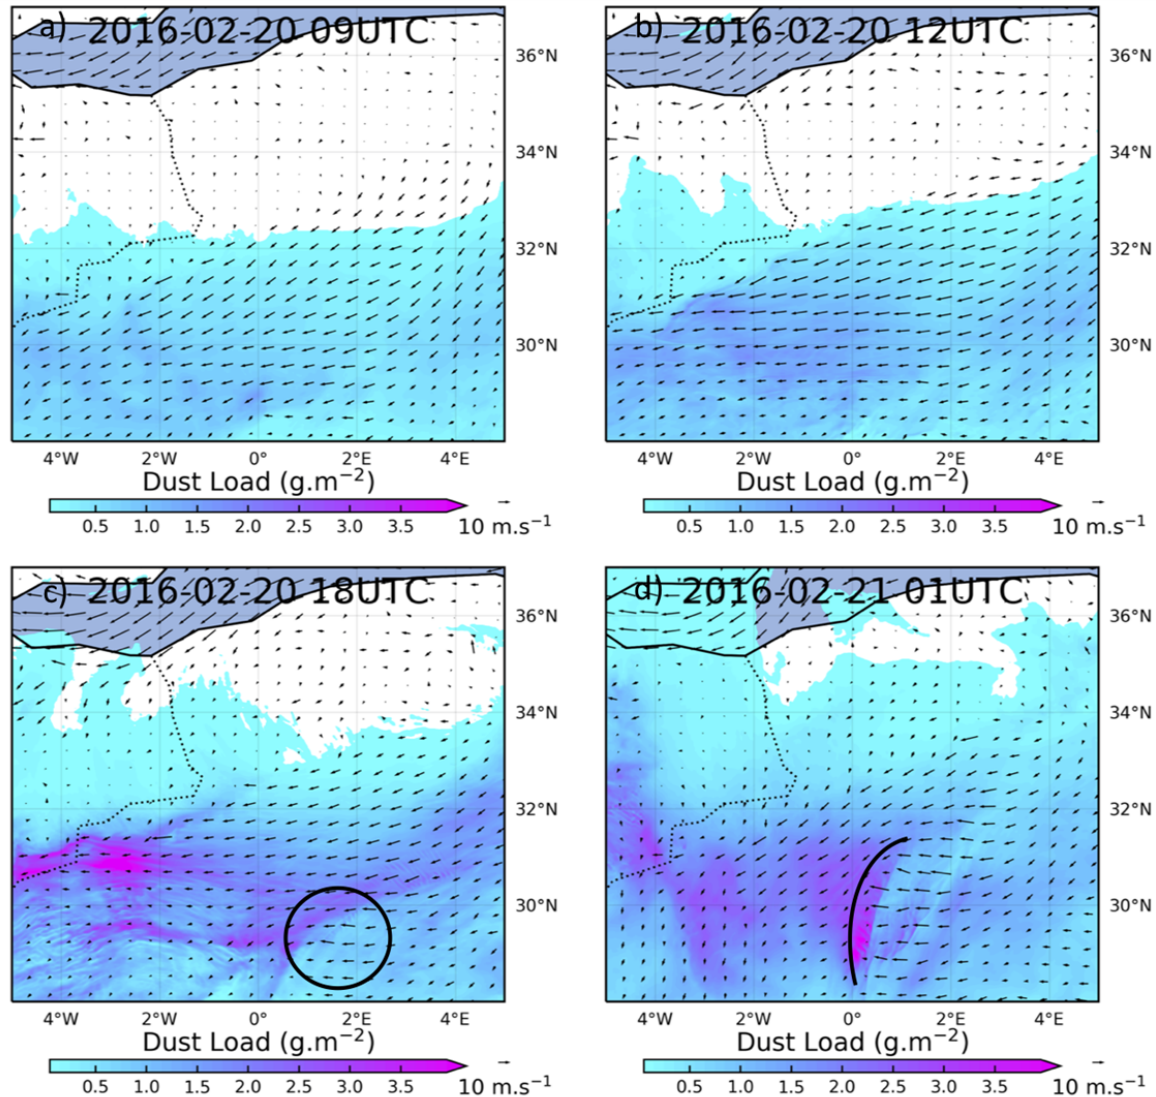 a) 2016-02-20 09UTC
36°N
34°N
32°N
30°N
4°W 2°W 0° 2°E 4°E
Dust Load (g.m−2)
0.5 1.0 1.5 2.0 2.5 3.0 3.5
10 m.s−1
b) 2016-02-20 12UTC
36°N
34°N
32°N
30°N
4°W 2°W 0° 2°E 4°E
Dust Load (g.m−2)
0.5 1.0 1.5 2.0 2.5 3.0 3.5
10 m.s−1
c) 2016-02-20 18UTC
36°N
34°N
32°N
30°N
4°W 2°W 0° 2°E 4°E
Dust Load (g.m−2)
0.5 1.0 1.5 2.0 2.5 3.0 3.5
10 m.s−1
d) 2016-02-21 01UTC
36°N
34°N
32°N
30°N
4°W 2°W 0° 2°E 4°E
Dust Load (g.m−2)
0.5 1.0 1.5 2.0 2.5 3.0 3.5
10 m.s−1